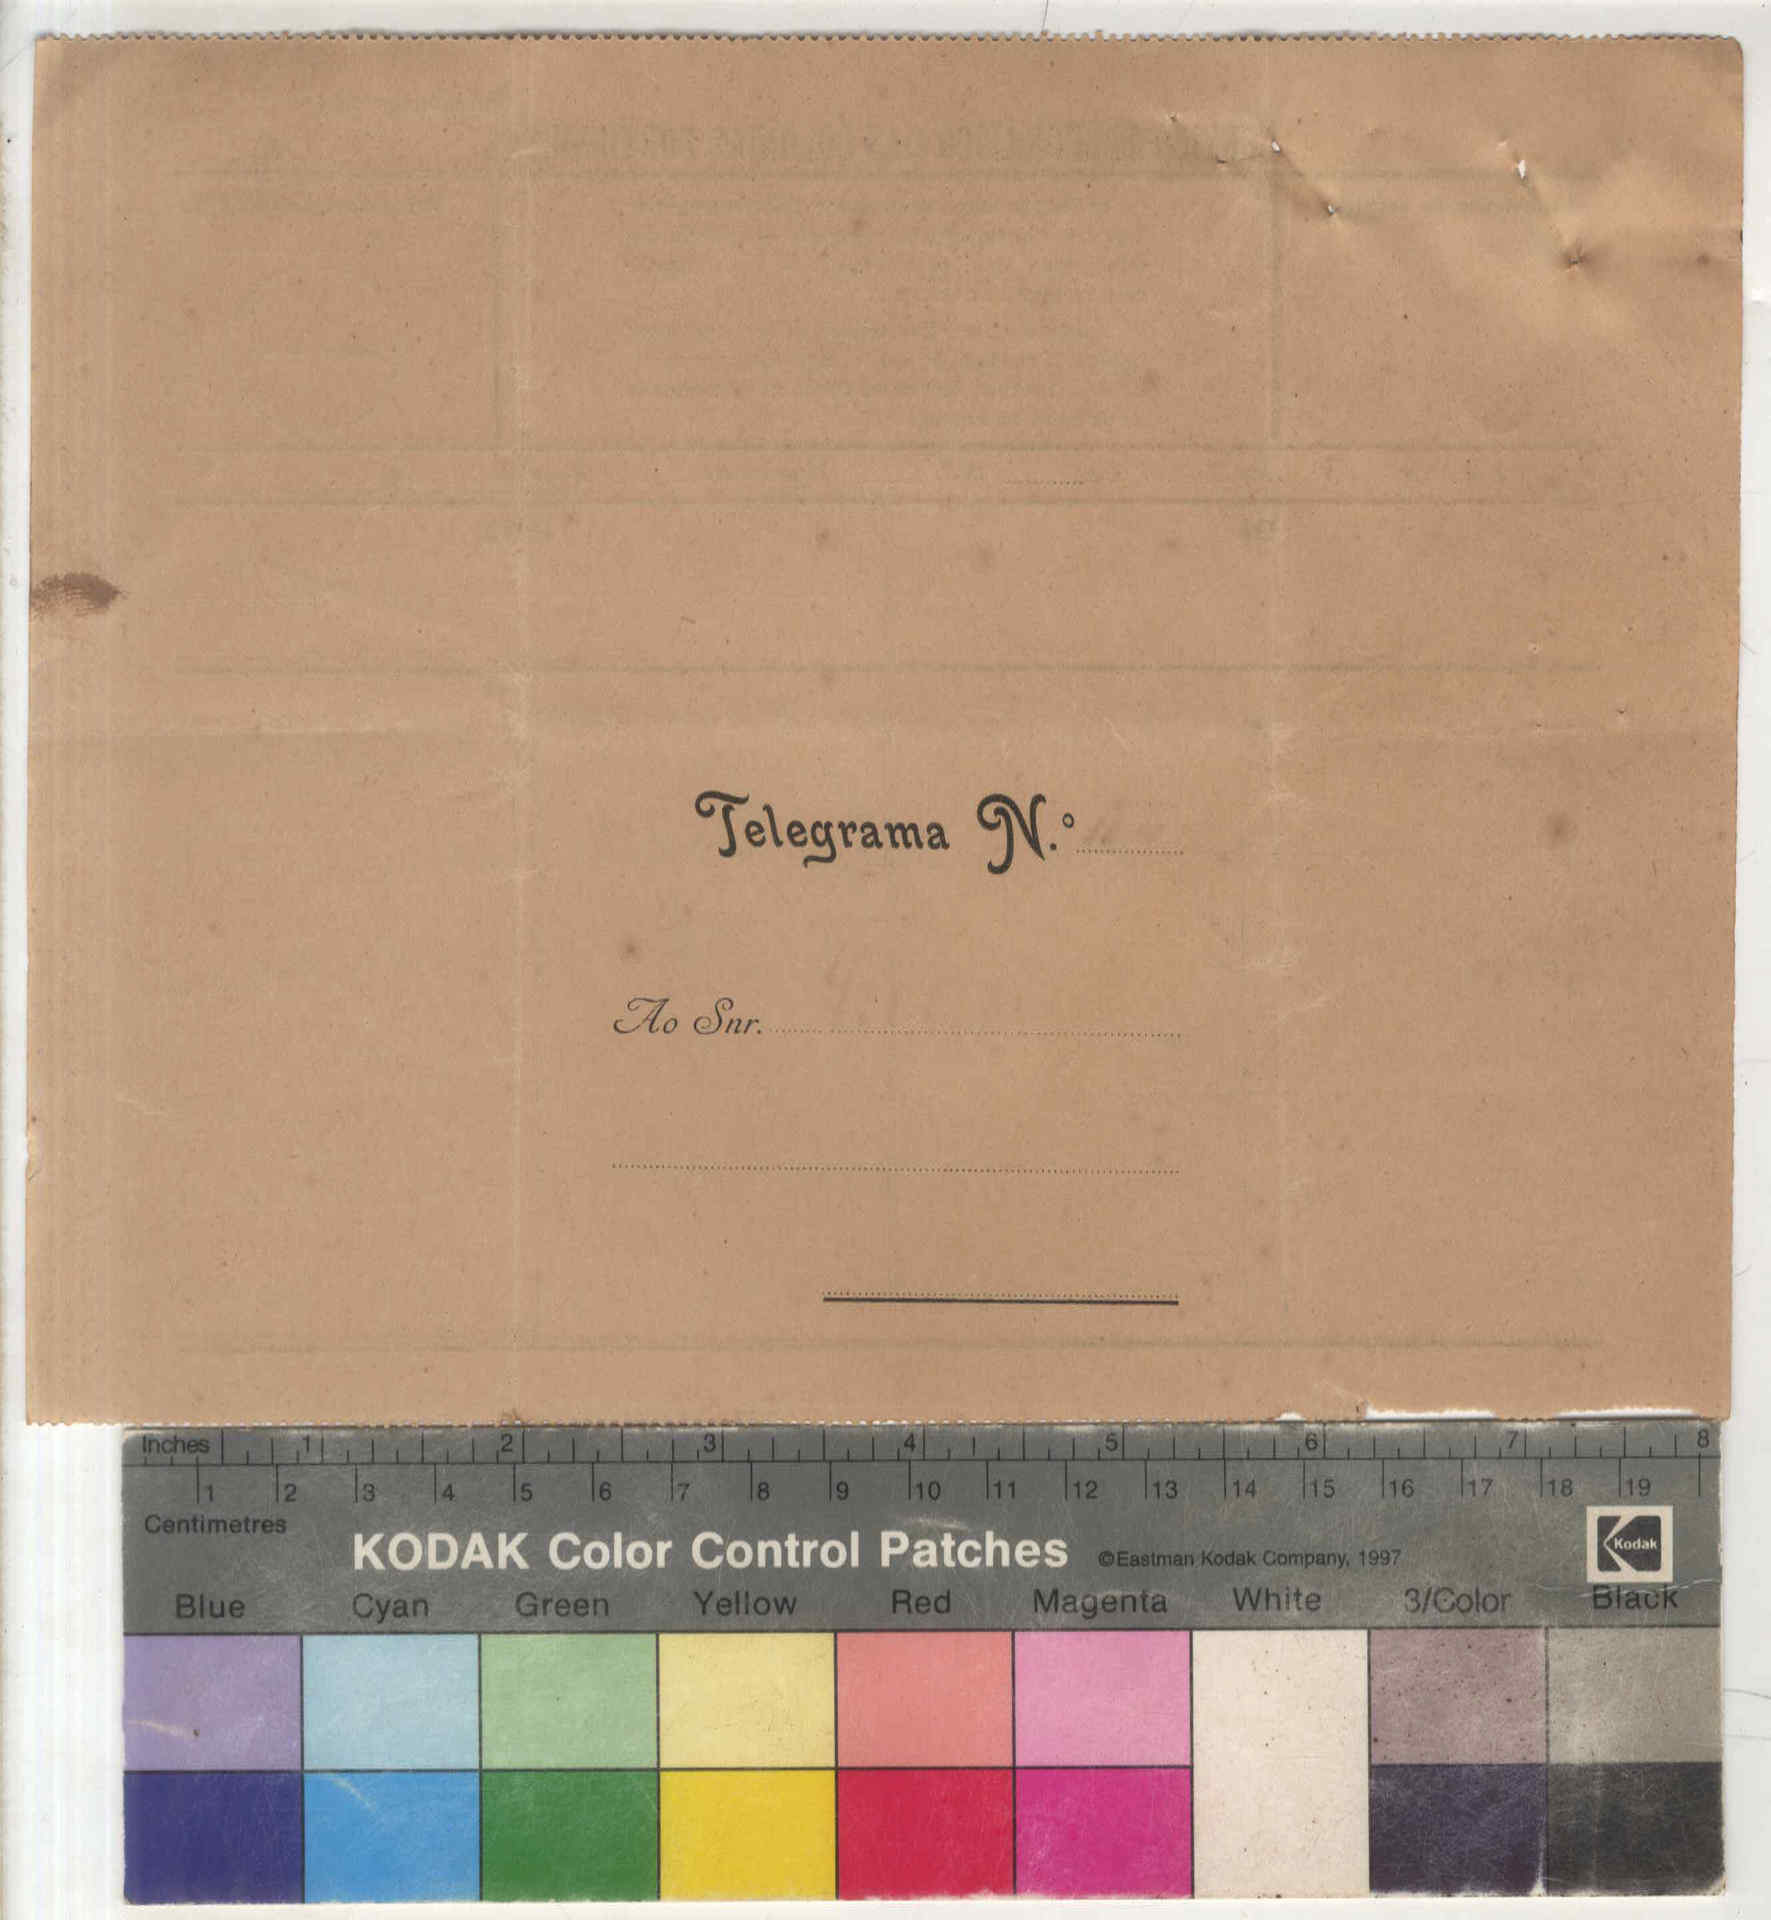 Telegrama N.º
Ao Snr.
Inches 1 2 3 4 5 6 7 8
1 2 3 4 5 6 7 8 9 10 11 12 13 14 15 16 17 18 19
Centimetres
KODAK Color Control Patches ©Eastman Kodak Company, 1997 Kodak
Blue Cyan Green Yellow Red Magenta White 3/Color Black